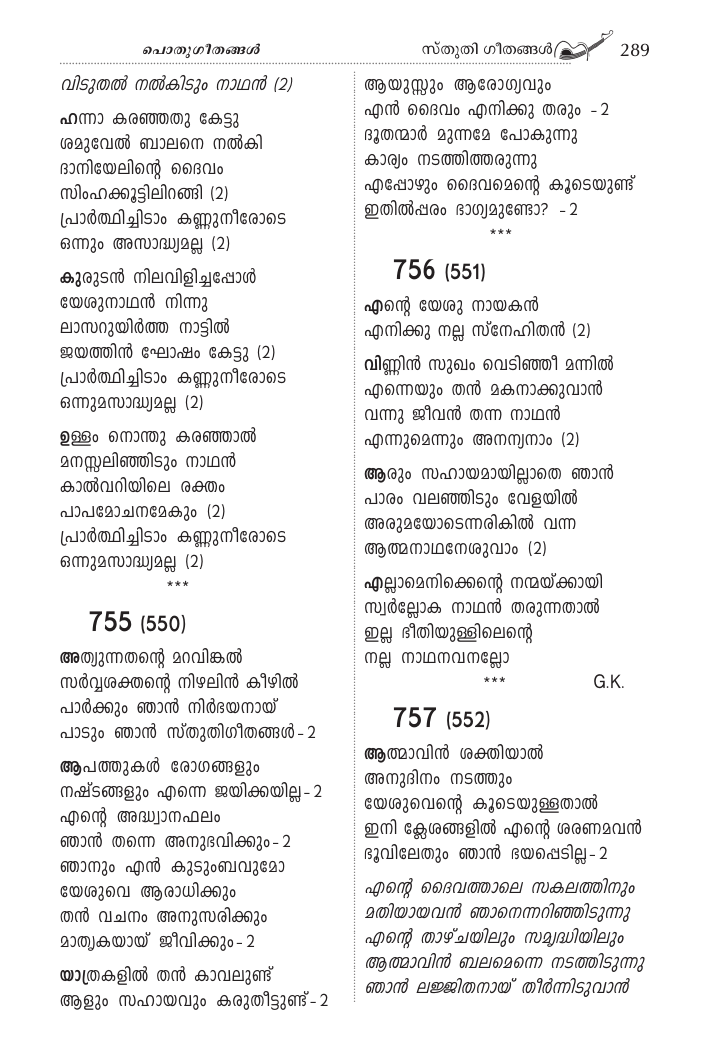 പൊതുഗീതങ്ങൾ
സ്തുതി ഗീതങ്ങൾ 289
വിടുതൽ നൽകിടും നാഥൻ (2)
ഹന്നാ കരഞ്ഞതു കേട്ടു
ശമുവേൽ ബാലനെ നൽകി
ദാനിയേലിന്റെ ദൈവം
സിംഹക്കൂട്ടിലിറങ്ങി (2)
പ്രാർത്ഥിച്ചിടാം കണ്ണുനീരോടെ
ഒന്നും അസാദ്ധ്യമല്ല (2)
കുരുടൻ നിലവിളിച്ചപ്പോൾ
യേശുനാഥൻ നിന്നു
ലാസറുയിർത്ത നാട്ടിൽ
ജയത്തിൻ ഘോഷം കേട്ടു (2)
പ്രാർത്ഥിച്ചിടാം കണ്ണുനീരോടെ
ഒന്നുമസാദ്ധ്യമല്ല (2)
ഉള്ളം നൊന്തു കരഞ്ഞാൽ
മനസ്സലിഞ്ഞിടും നാഥൻ
കാൽവറിയിലെ രക്തം
പാപമോചനമേകും (2)
പ്രാർത്ഥിച്ചിടാം കണ്ണുനീരോടെ
ഒന്നുമസാദ്ധ്യമല്ല (2)
***
755 (550)
അത്യുന്നതന്റെ മറവിങ്കൽ
സർവ്വശക്തന്റെ നിഴലിൻ കീഴിൽ
പാർക്കും ഞാൻ നിർഭയനായ്
പാടും ഞാൻ സ്തുതിഗീതങ്ങൾ-2
ആപത്തുകൾ രോഗങ്ങളും
നഷ്ടങ്ങളും എന്നെ ജയിക്കയില്ല-2
എന്റെ അദ്ധ്വാനഫലം
ഞാൻ തന്നെ അനുഭവിക്കും-2
ഞാനും എൻ കുടുംബവുമോ
യേശുവെ ആരാധിക്കും
തൻ വചനം അനുസരിക്കും
മാതൃകയായ് ജീവിക്കും-2
യാത്രകളിൽ തൻ കാവലുണ്ട്
ആളും സഹായവും കരുതീട്ടുണ്ട്-2
ആയുസ്സും ആരോഗ്യവും
എൻ ദൈവം എനിക്കു തരും -2
ദൂതന്മാർ മുന്നമേ പോകുന്നു
കാര്യം നടത്തിത്തരുന്നു
എപ്പോഴും ദൈവമെന്റെ കൂടെയുണ്ട്
ഇതിൽപ്പരം ഭാഗ്യമുണ്ടോ? -2
***
756 (551)
എന്റെ യേശു നായകൻ
എനിക്കു നല്ല സ്നേഹിതൻ (2)
വിണ്ണിൻ സുഖം വെടിഞ്ഞീ മന്നിൽ
എന്നെയും തൻ മകനാക്കുവാൻ
വന്നു ജീവൻ തന്ന നാഥൻ
എന്നുമെന്നും അനന്യനാം (2)
ആരും സഹായമായില്ലാതെ ഞാൻ
പാരം വലഞ്ഞിടും വേളയിൽ
അരുമയോടെന്നരികിൽ വന്ന
ആത്മനാഥനേശുവാം (2)
എല്ലാമെനിക്കെന്റെ നന്മയ്ക്കായി
സ്വർല്ലോക നാഥൻ തരുന്നതാൽ
ഇല്ല ഭീതിയുള്ളിലെന്റെ
നല്ല നാഥനവനല്ലോ
*** G.K.
757 (552)
ആത്മാവിൻ ശക്തിയാൽ
അനുദിനം നടത്തും
യേശുവെന്റെ കൂടെയുള്ളതാൽ
ഇനി ക്ലേശങ്ങളിൽ എന്റെ ശരണമവൻ
ഭൂവിലേതും ഞാൻ ഭയപ്പെടില്ല-2
എന്റെ ദൈവത്താലെ സകലത്തിനും
മതിയായവൻ ഞാനെന്നറിഞ്ഞിടുന്നു
എന്റെ താഴ്ചയിലും സമൃദ്ധിയിലും
ആത്മാവിൻ ബലമെന്നെ നടത്തിടുന്നു
ഞാൻ ലജ്ജിതനായ് തീർന്നിടുവാൻ